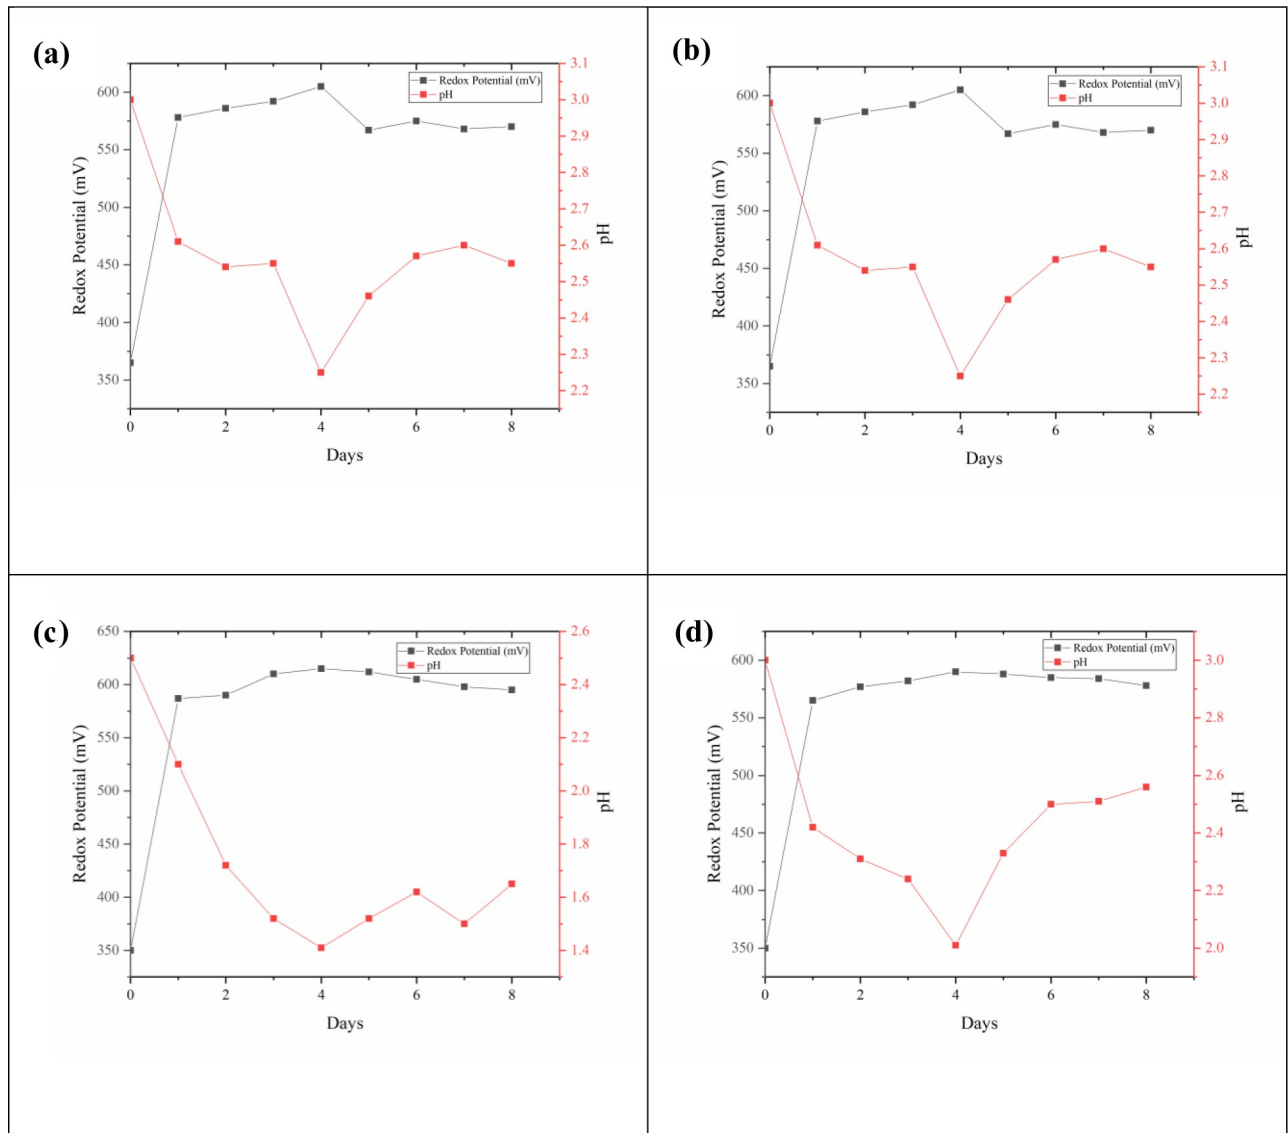 (a)
Redox Potential (mV)
pH
600
550
500
450
400
350
3.1
3.0
2.9
2.8
2.7
2.6
2.5
2.4
2.3
2.2
0 2 4 6 8
Redox Potential (mV)
pH
Days
(b)
Redox Potential (mV)
pH
600
550
500
450
400
350
3.1
3.0
2.9
2.8
2.7
2.6
2.5
2.4
2.3
2.2
0 2 4 6 8
Redox Potential (mV)
pH
Days
(c)
Redox Potential (mV)
pH
650
600
550
500
450
400
350
2.6
2.4
2.2
2.0
1.8
1.6
1.4
0 2 4 6 8
Redox Potential (mV)
pH
Days
(d)
Redox Potential (mV)
pH
600
550
500
450
400
350
3.0
2.8
2.6
2.4
2.2
2.0
0 2 4 6 8
Redox Potential (mV)
pH
Days